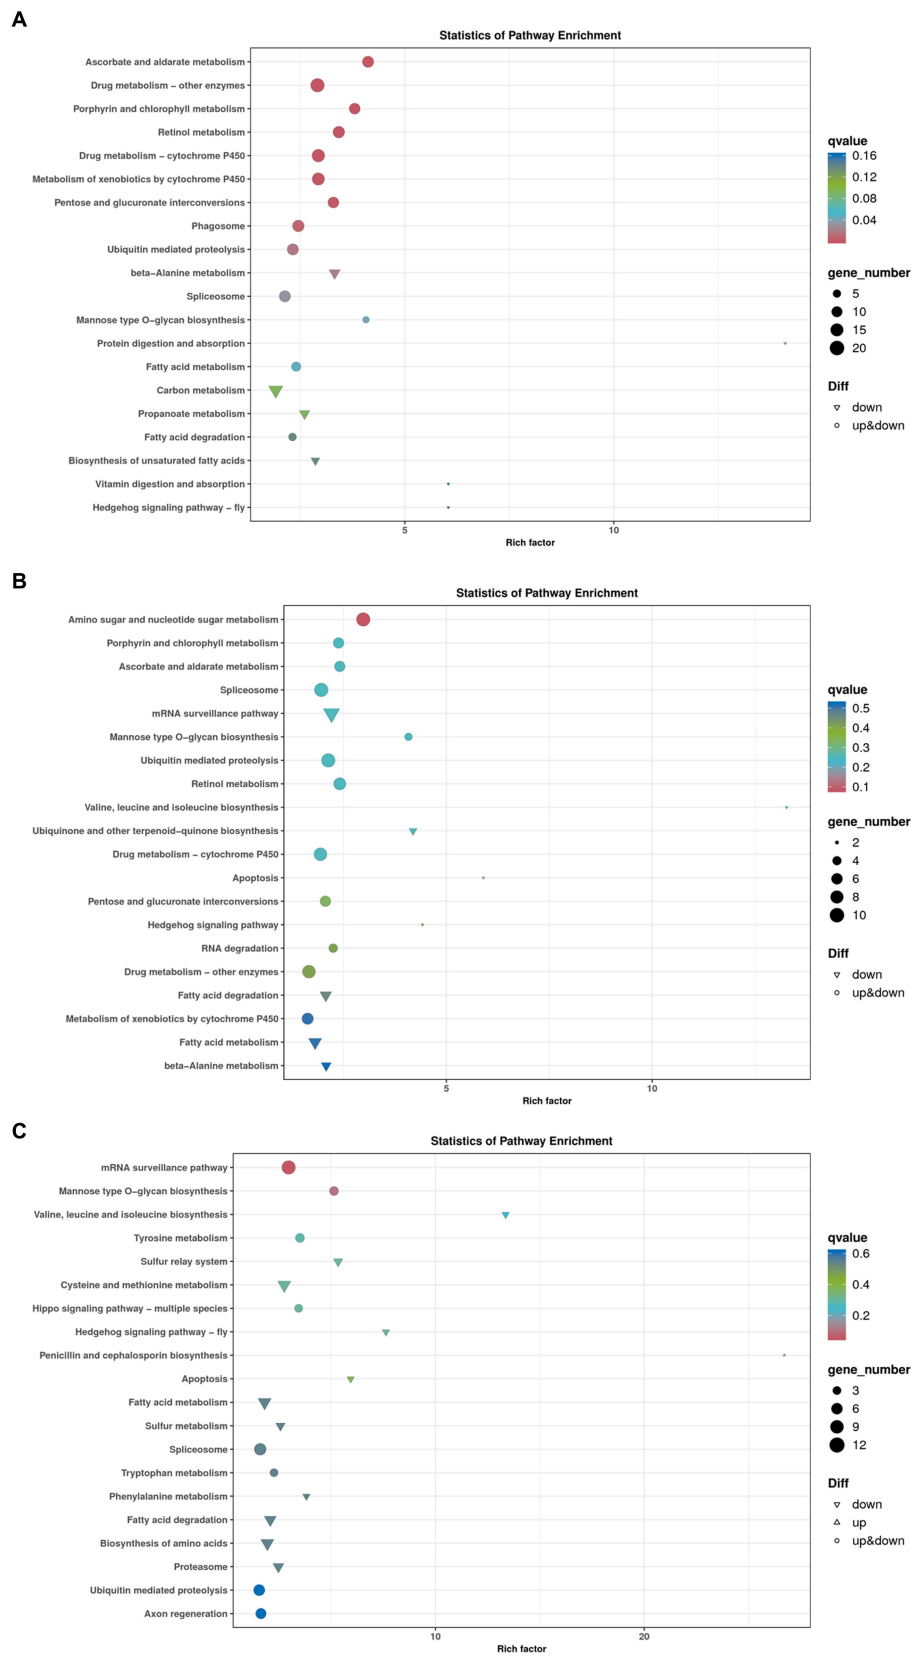 A
Statistics of Pathway Enrichment
Ascorbate and aldarate metabolism
Drug metabolism − other enzymes
Porphyrin and chlorophyll metabolism
Retinol metabolism
Drug metabolism − cytochrome P450
Metabolism of xenobiotics by cytochrome P450
Pentose and glucuronate interconversions
Phagosome
Ubiquitin mediated proteolysis
beta−Alanine metabolism
Spliceosome
Mannose type O−glycan biosynthesis
Protein digestion and absorption
Fatty acid metabolism
Carbon metabolism
Propanoate metabolism
Fatty acid degradation
Biosynthesis of unsaturated fatty acids
Vitamin digestion and absorption
Hedgehog signaling pathway − fly
5 10
Rich factor
qvalue
0.16
0.12
0.08
0.04
gene_number
5
10
15
20
Diff
down
up&down
B
Statistics of Pathway Enrichment
Amino sugar and nucleotide sugar metabolism
Porphyrin and chlorophyll metabolism
Ascorbate and aldarate metabolism
Spliceosome
mRNA surveillance pathway
Mannose type O−glycan biosynthesis
Ubiquitin mediated proteolysis
Retinol metabolism
Valine, leucine and isoleucine biosynthesis
Ubiquinone and other terpenoid−quinone biosynthesis
Drug metabolism − cytochrome P450
Apoptosis
Pentose and glucuronate interconversions
Hedgehog signaling pathway
RNA degradation
Drug metabolism − other enzymes
Fatty acid degradation
Metabolism of xenobiotics by cytochrome P450
Fatty acid metabolism
beta−Alanine metabolism
5 10
Rich factor
qvalue
0.5
0.4
0.3
0.2
0.1
gene_number
2
4
6
8
10
Diff
down
up&down
C
Statistics of Pathway Enrichment
mRNA surveillance pathway
Mannose type O−glycan biosynthesis
Valine, leucine and isoleucine biosynthesis
Tyrosine metabolism
Sulfur relay system
Cysteine and methionine metabolism
Hippo signaling pathway − multiple species
Hedgehog signaling pathway − fly
Penicillin and cephalosporin biosynthesis
Apoptosis
Fatty acid metabolism
Sulfur metabolism
Spliceosome
Tryptophan metabolism
Phenylalanine metabolism
Fatty acid degradation
Biosynthesis of amino acids
Proteasome
Ubiquitin mediated proteolysis
Axon regeneration
10 20
Rich factor
qvalue
0.6
0.4
0.2
gene_number
3
6
9
12
Diff
down
up
up&down